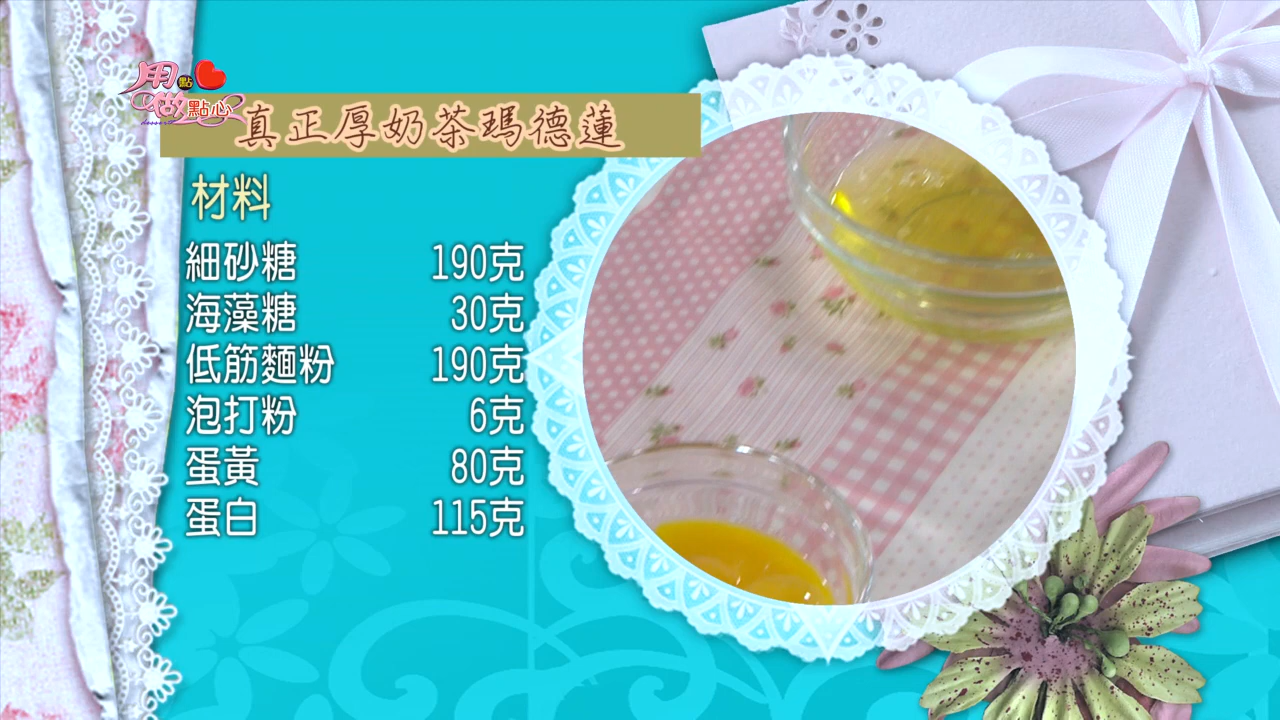 用點
做點心
真正厚奶茶瑪德蓮
材料
細砂糖 190克
海藻糖 30克
低筋麵粉 190克
泡打粉 6克
蛋黃 80克
蛋白 115克